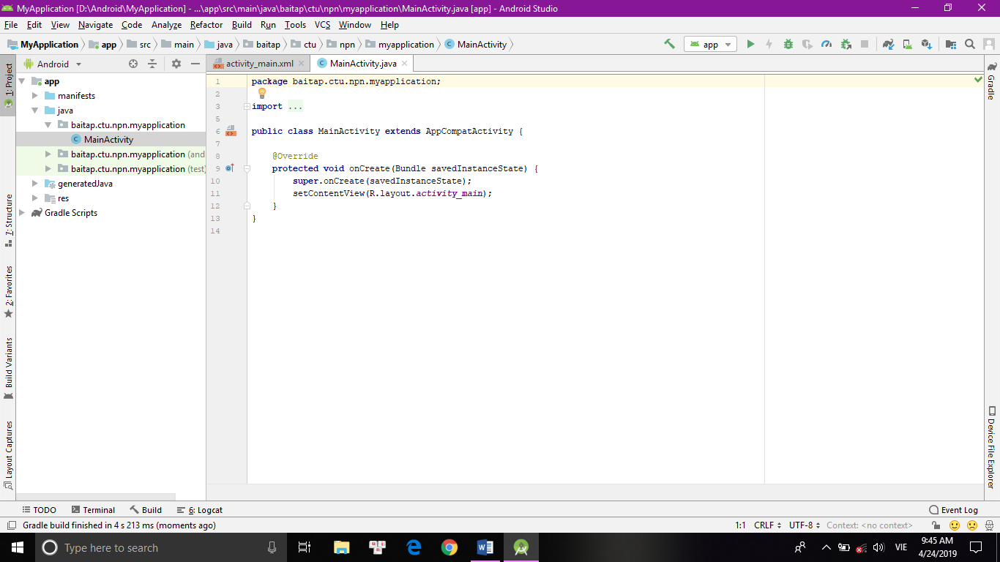 MyApplication [D:\Android\MyApplication] - ...\app\src\main\java\baitap\ctu\npn\myapplication\MainActivity.java [app] - Android Studio
File Edit View Navigate Code Analyze Refactor Build Run Tools VCS Window Help
MyApplication app src main java baitap ctu npn myapplication MainActivity app
1: Project
7: Structure
2: Favorites
Build Variants
Layout Captures
Android
app
manifests
java
baitap.ctu.npn.myapplication
MainActivity
baitap.ctu.npn.myapplication (and
baitap.ctu.npn.myapplication (test)
generatedJava
res
Gradle Scripts
activity_main.xml MainActivity.java
1 package baitap.ctu.npn.myapplication;
2
3 import ...
5
6 public class MainActivity extends AppCompatActivity {
7
8 @Override
9 protected void onCreate(Bundle savedInstanceState) {
10 super.onCreate(savedInstanceState);
11 setContentView(R.layout.activity_main);
12 }
13 }
14
Gradle
Device File Explorer
TODO Terminal Build 6: Logcat Event Log
Gradle build finished in 4 s 213 ms (moments ago) 1:1 CRLF UTF-8 Context: <no context>
Type here to search
VIE
9:45 AM
4/24/2019